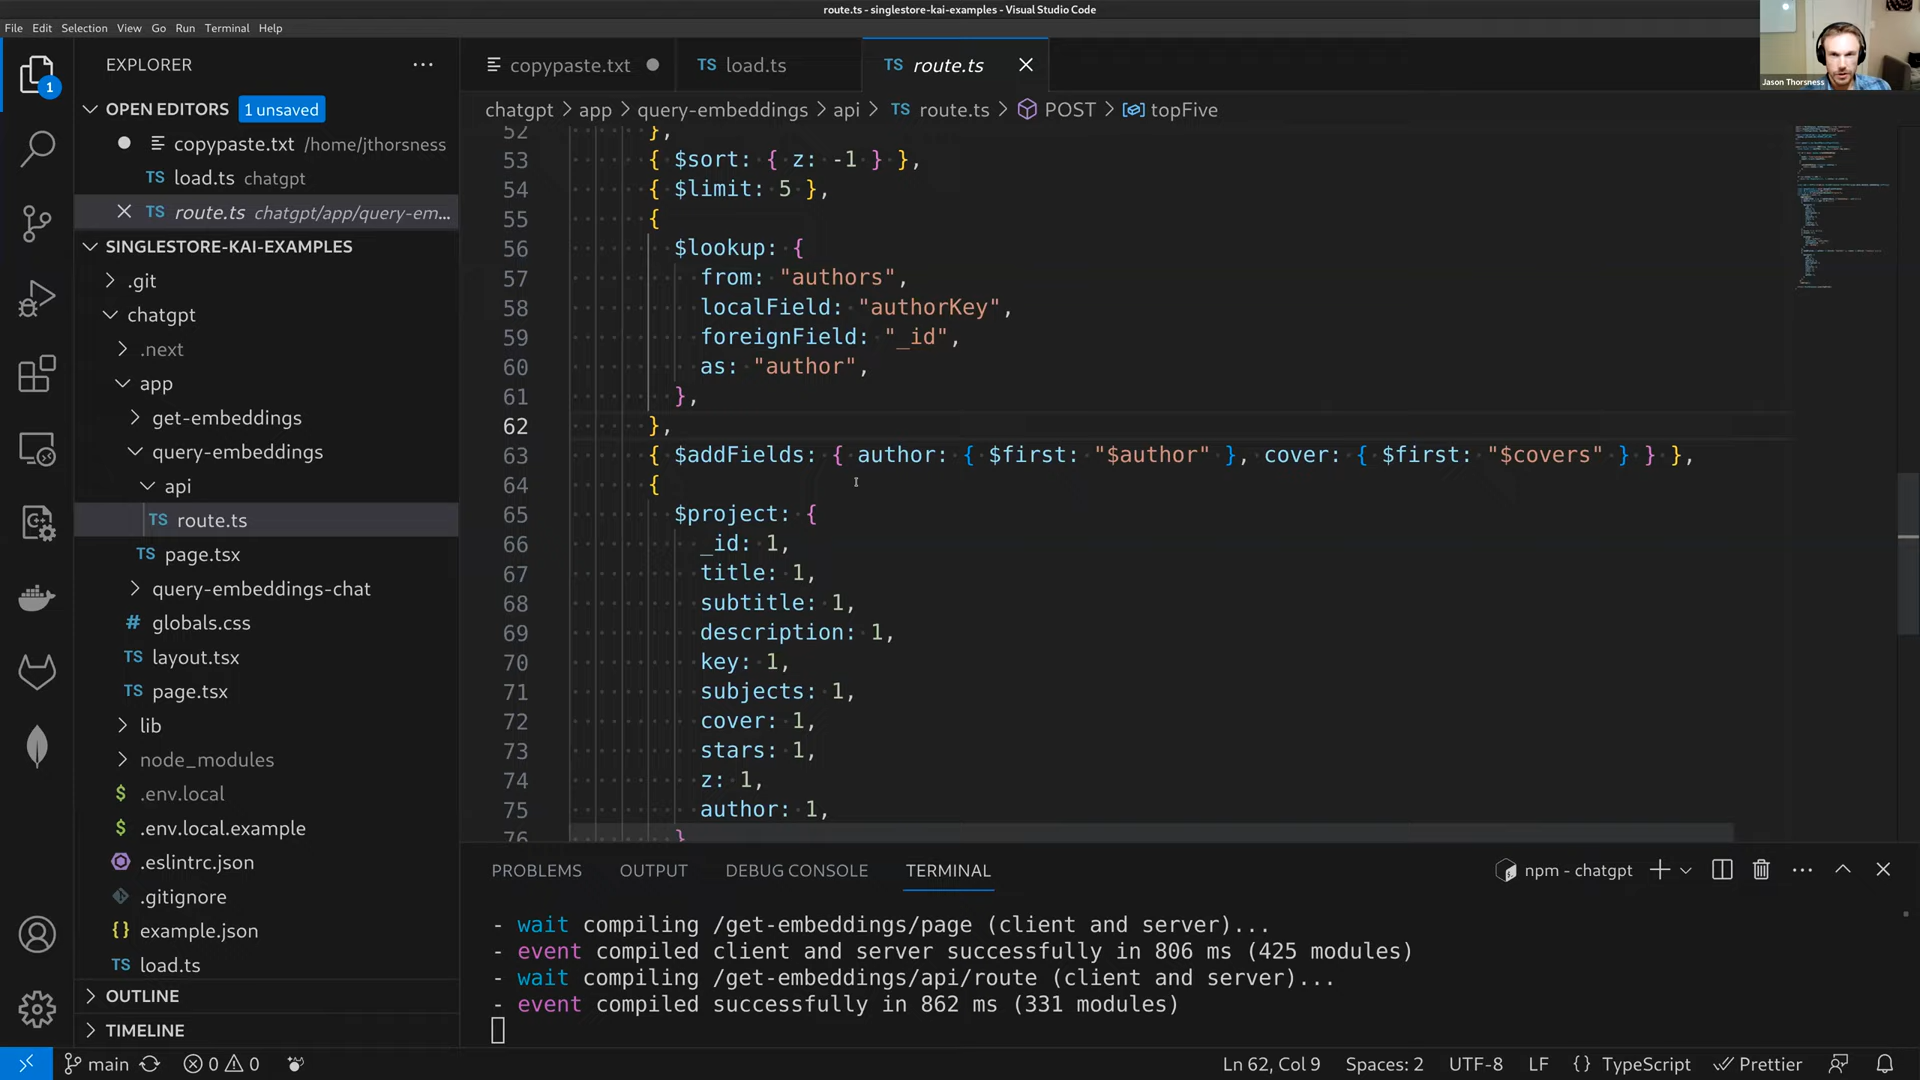 route.ts - singlestore-kai-examples - Visual Studio Code
File Edit Selection View Go Run Terminal Help
Jason Thorsness
EXPLORER
1
OPEN EDITORS 1 unsaved
copypaste.txt /home/jthorsness
TS load.ts chatgpt
TS route.ts chatgpt/app/query-em...
SINGLESTORE-KAI-EXAMPLES
.git
chatgpt
.next
app
get-embeddings
query-embeddings
api
TS route.ts
TS page.tsx
query-embeddings-chat
# globals.css
TS layout.tsx
TS page.tsx
lib
node_modules
$ .env.local
$ .env.local.example
.eslintrc.json
.gitignore
{} example.json
TS load.ts
OUTLINE
TIMELINE
copypaste.txt
TS load.ts
TS route.ts
chatgpt > app > query-embeddings > api > TS route.ts > POST > topFive
52 },
53 { $sort: { z: -1 } },
54 { $limit: 5 },
55 {
56 $lookup: {
57 from: "authors",
58 localField: "authorKey",
59 foreignField: "_id",
60 as: "author",
61 },
62 },
63 { $addFields: { author: { $first: "$author" }, cover: { $first: "$covers" } } },
64 {
65 $project: {
66 _id: 1,
67 title: 1,
68 subtitle: 1,
69 description: 1,
70 key: 1,
71 subjects: 1,
72 cover: 1,
73 stars: 1,
74 z: 1,
75 author: 1,
76 }
PROBLEMS OUTPUT DEBUG CONSOLE TERMINAL
npm - chatgpt
- wait compiling /get-embeddings/page (client and server)...
- event compiled client and server successfully in 806 ms (425 modules)
- wait compiling /get-embeddings/api/route (client and server)...
- event compiled successfully in 862 ms (331 modules)
main 0 0
Ln 62, Col 9 Spaces: 2 UTF-8 LF {} TypeScript Prettier